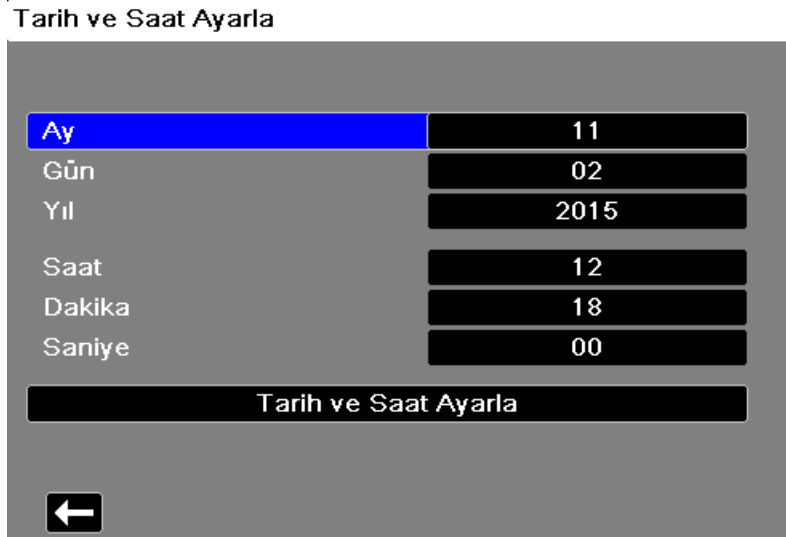 Tarih ve Saat Ayarla
Ay 11
Gün 02
Yıl 2015
Saat 12
Dakika 18
Saniye 00
Tarih ve Saat Ayarla